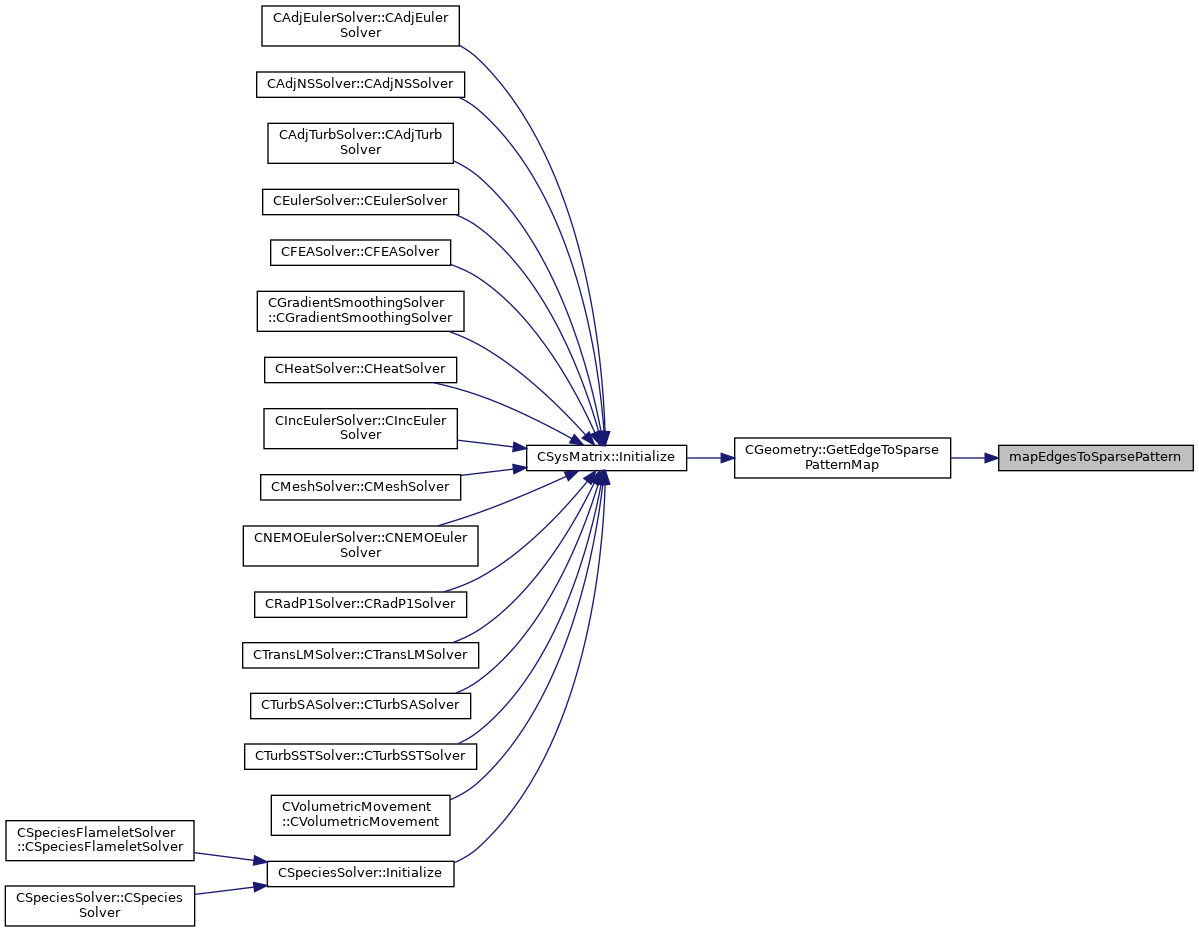 CAdjEulerSolver::CAdjEuler
Solver
CAdjNSSolver::CAdjNSSolver
CAdjTurbSolver::CAdjTurb
Solver
CEulerSolver::CEulerSolver
CFEASolver::CFEASolver
CGradientSmoothingSolver
::CGradientSmoothingSolver
CHeatSolver::CHeatSolver
CIncEulerSolver::CIncEuler
Solver
CSysMatrix::Initialize
CGeometry::GetEdgeToSparse
PatternMap
mapEdgesToSparsePattern
CMeshSolver::CMeshSolver
CNEMOEulerSolver::CNEMOEuler
Solver
CRadP1Solver::CRadP1Solver
CTransLMSolver::CTransLMSolver
CTurbSASolver::CTurbSASolver
CTurbSSTSolver::CTurbSSTSolver
CVolumetricMovement
::CVolumetricMovement
CSpeciesFlameletSolver
::CSpeciesFlameletSolver
CSpeciesSolver::Initialize
CSpeciesSolver::CSpecies
Solver